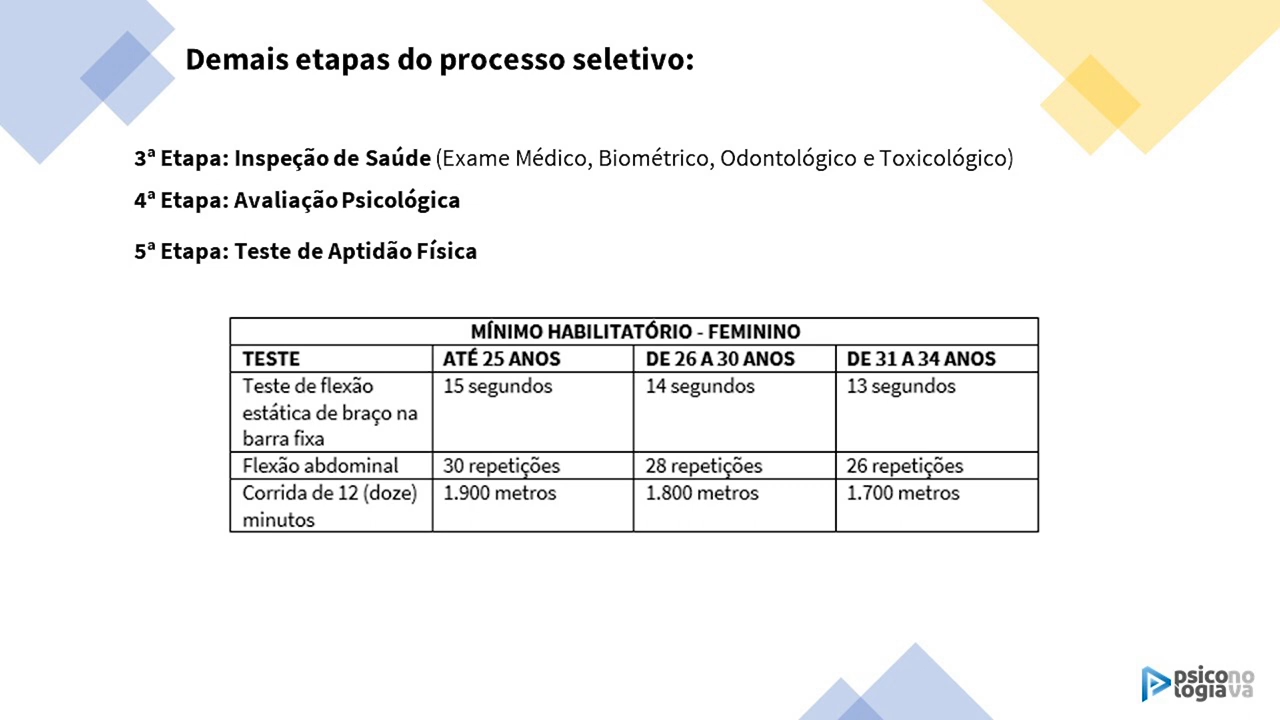 Demais etapas do processo seletivo:
3ª Etapa: Inspeção de Saúde (Exame Médico, Biométrico, Odontológico e Toxicológico)
4ª Etapa: Avaliação Psicológica
5ª Etapa: Teste de Aptidão Física
MÍNIMO HABILITATÓRIO - FEMININO
TESTE ATÉ 25 ANOS DE 26 A 30 ANOS DE 31 A 34 ANOS
Teste de flexão 15 segundos 14 segundos 13 segundos
estática de braço na
barra fixa
Flexão abdominal 30 repetições 28 repetições 26 repetições
Corrida de 12 (doze) 1.900 metros 1.800 metros 1.700 metros
minutos
psicono
logiava